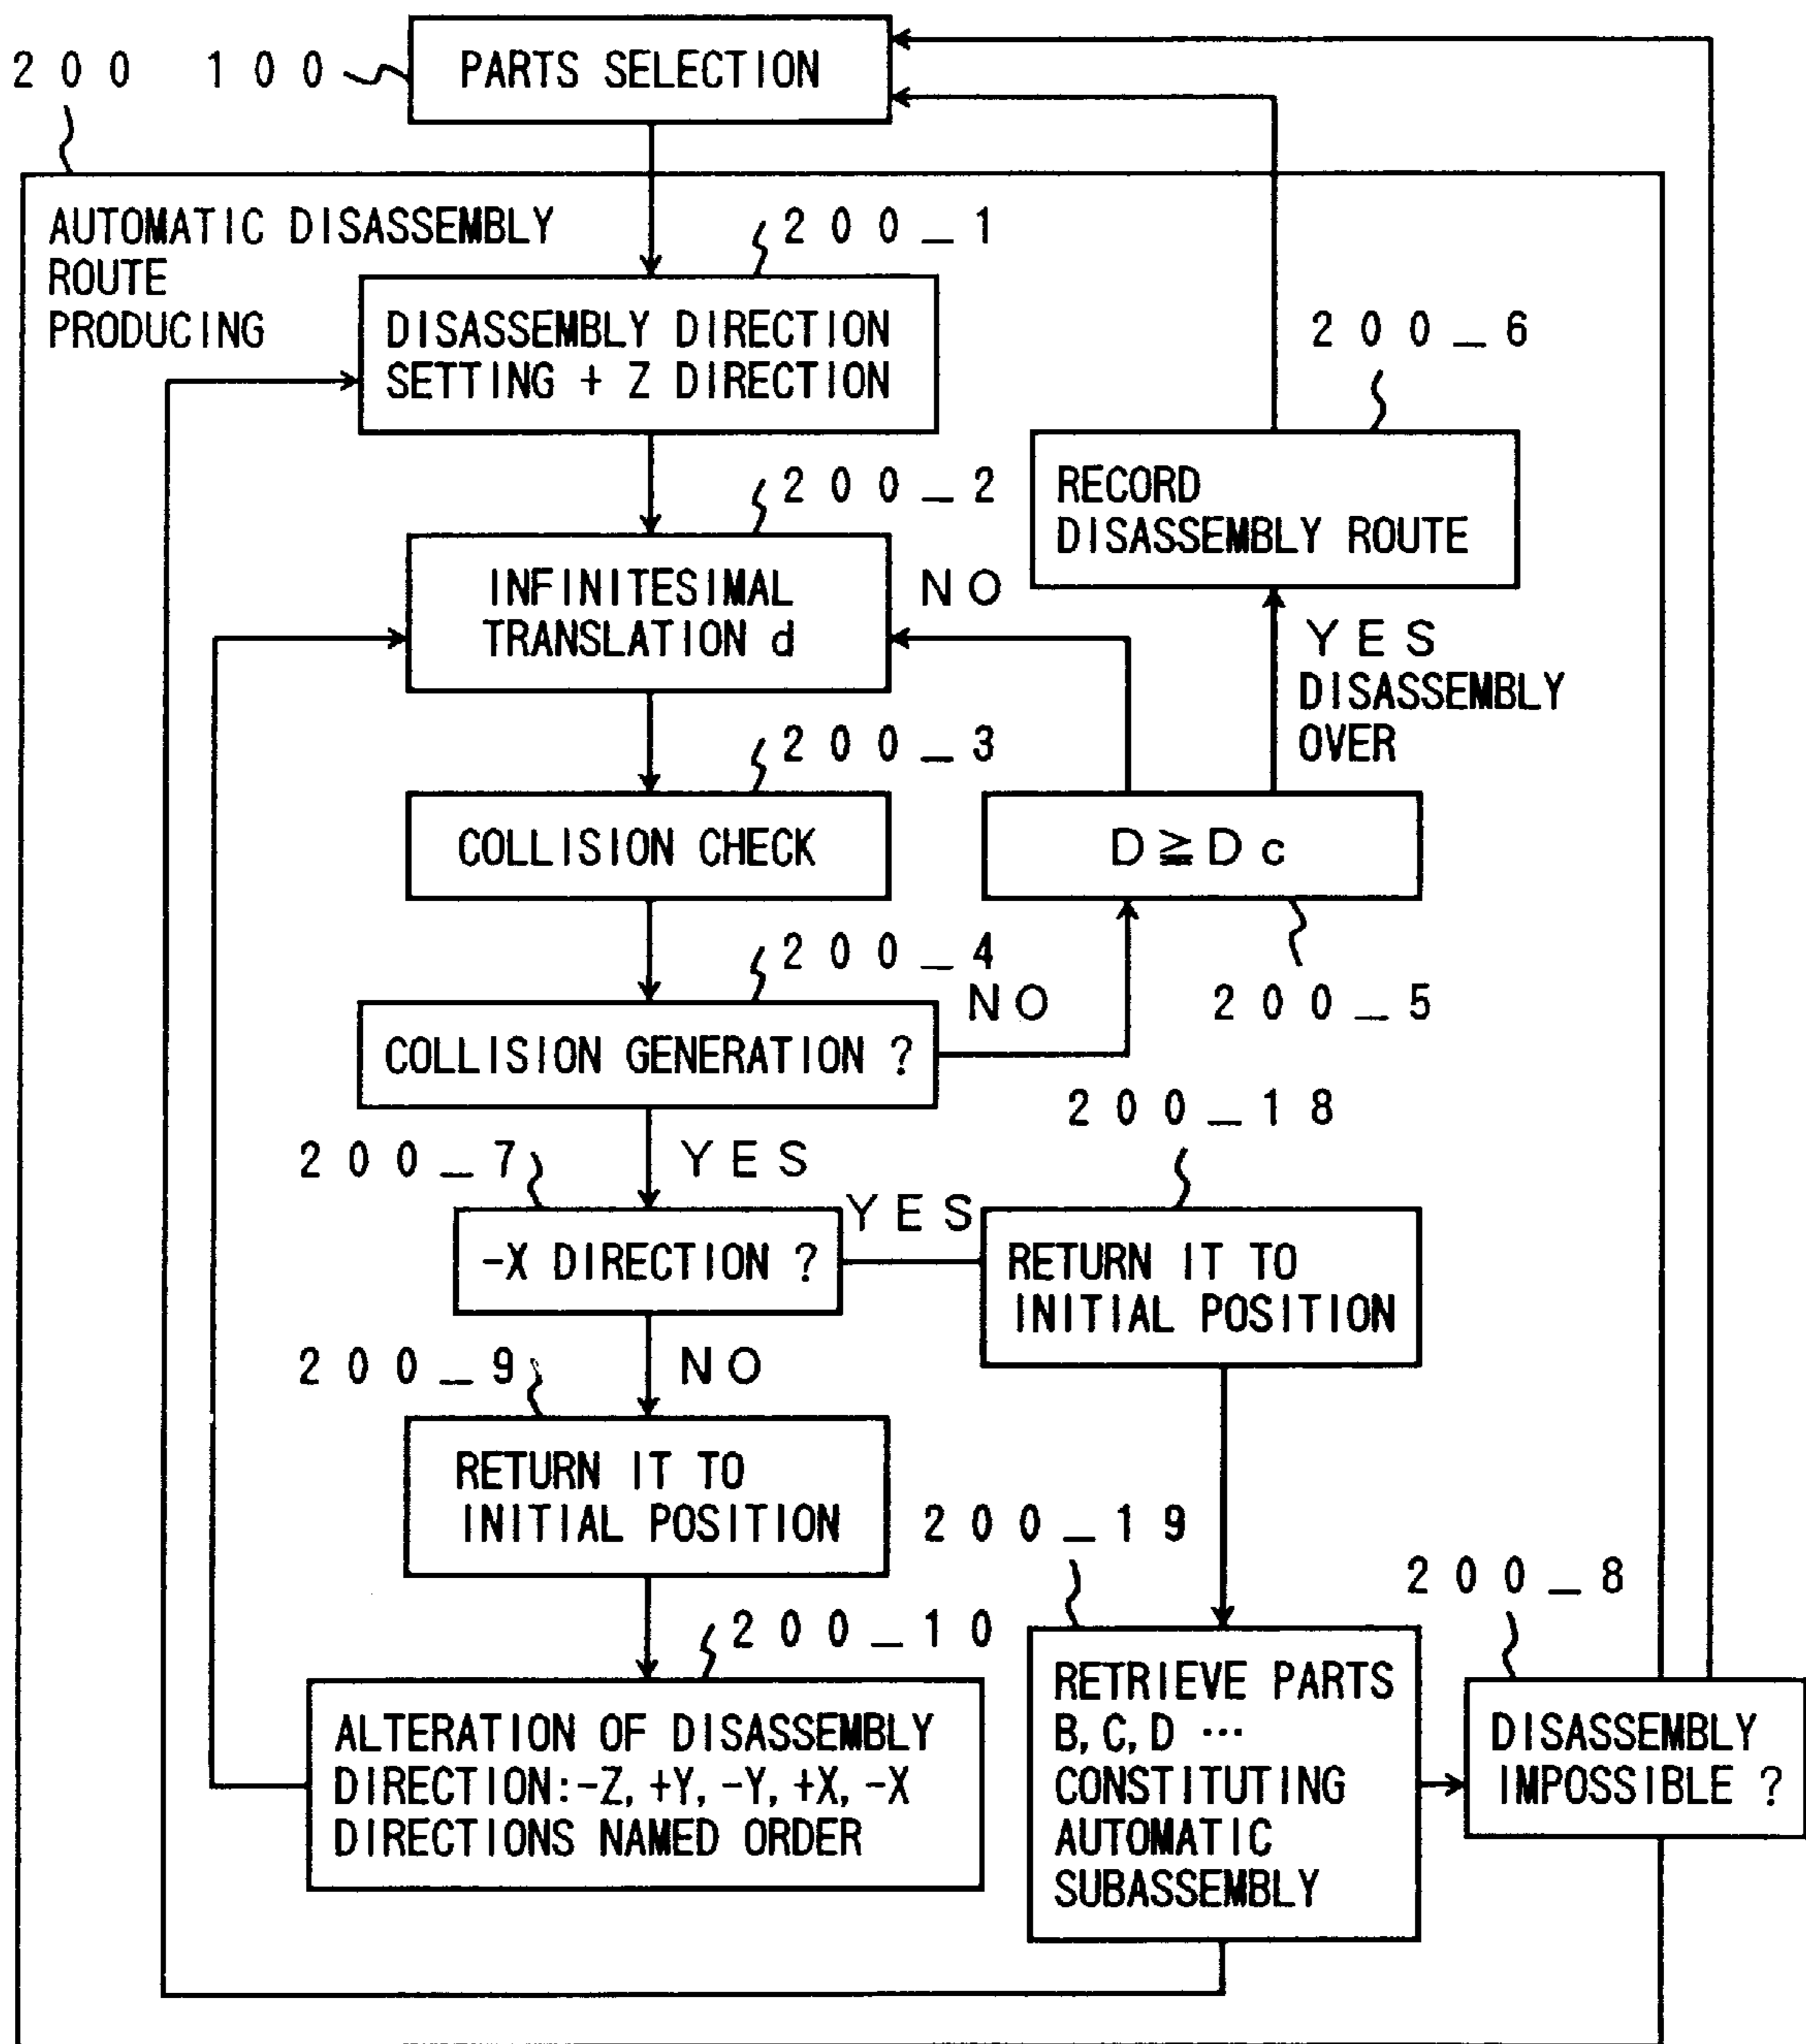 200 100
PARTS SELECTION
AUTOMATIC DISASSEMBLY
ROUTE
PRODUCING
200_1
DISASSEMBLY DIRECTION
SETTING + Z DIRECTION
200_6
RECORD
DISASSEMBLY ROUTE
200_2
INFINITESIMAL
TRANSLATION d
NO
YES
DISASSEMBLY
OVER
200_3
COLLISION CHECK
D ≧ Dc
200_5
200_4
COLLISION GENERATION ?
NO
200_18
200_7
YES
-X DIRECTION ?
YES
RETURN IT TO
INITIAL POSITION
200_9
NO
RETURN IT TO
INITIAL POSITION
200_19
200_8
200_10
ALTERATION OF DISASSEMBLY
DIRECTION:-Z, +Y, -Y, +X, -X
DIRECTIONS NAMED ORDER
RETRIEVE PARTS
B, C, D ···
CONSTITUTING
AUTOMATIC
SUBASSEMBLY
DISASSEMBLY
IMPOSSIBLE ?